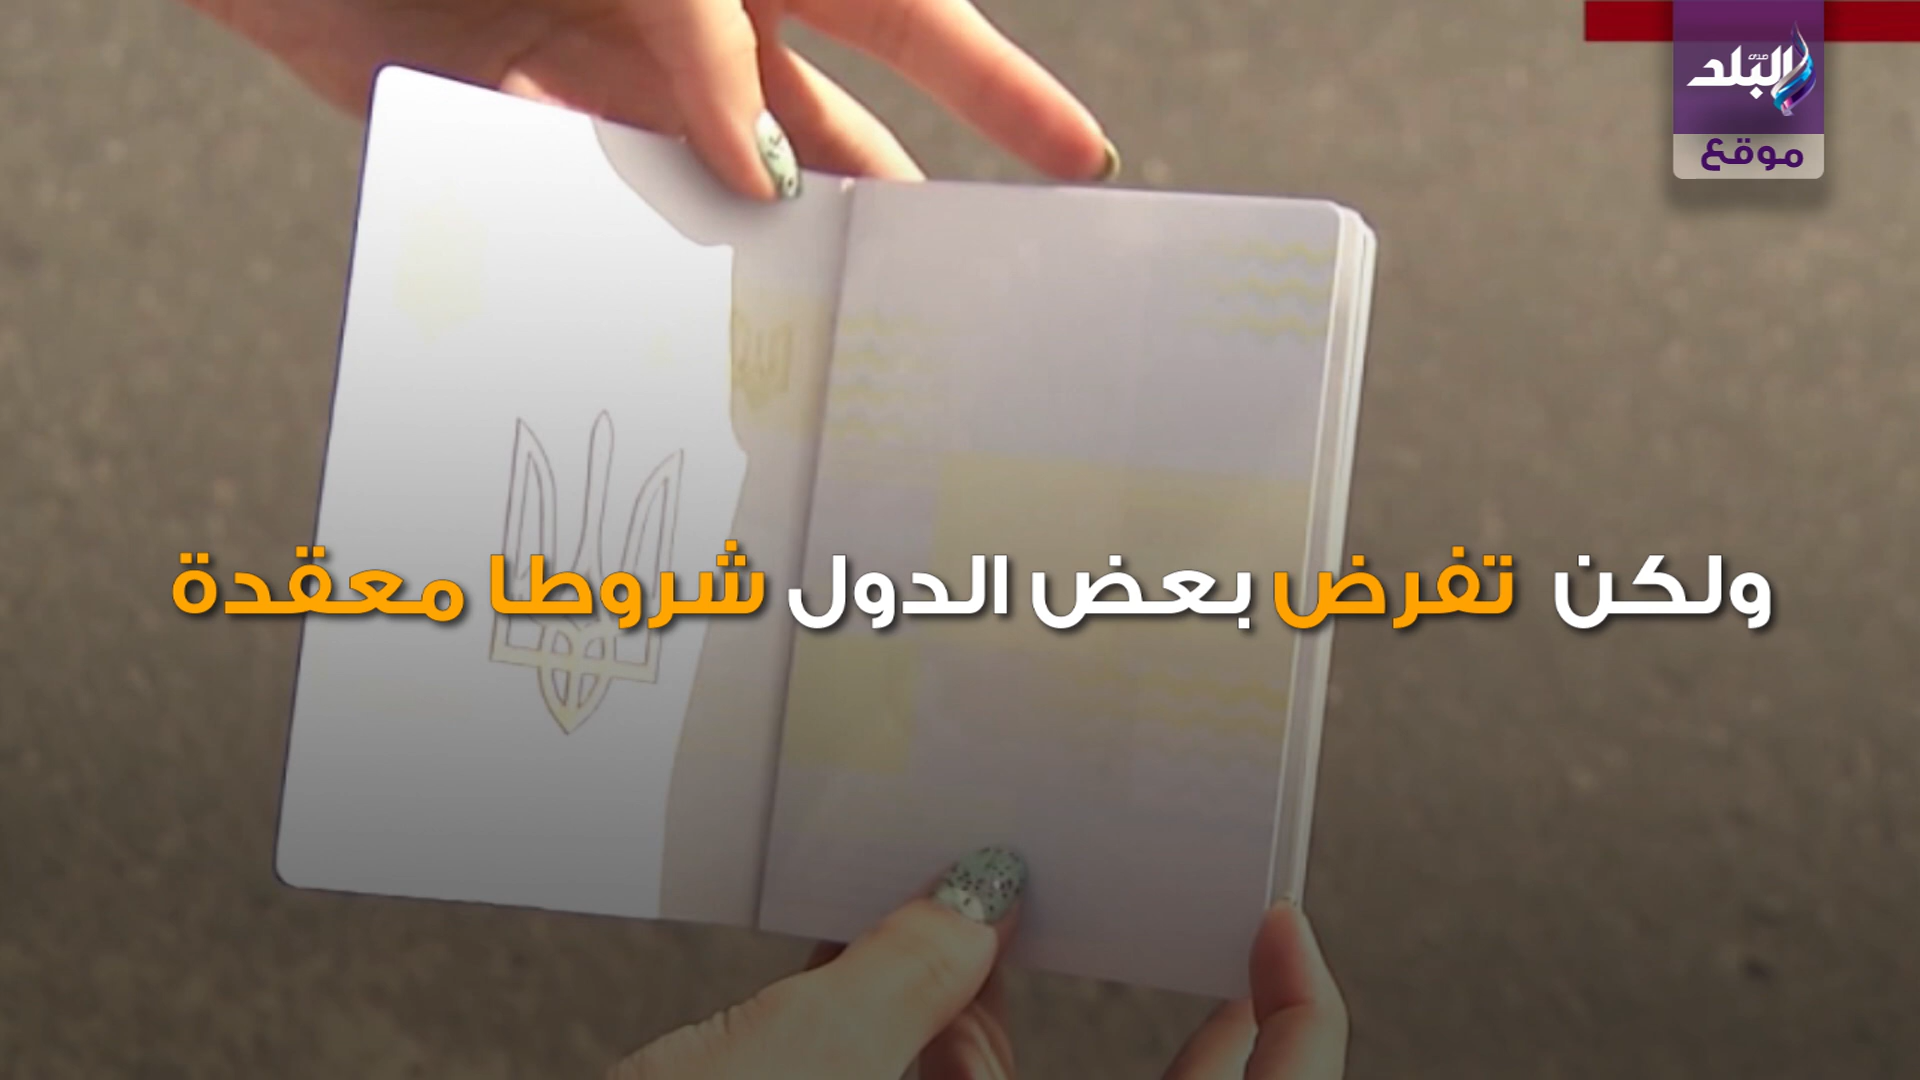 صدى
البلد
موقع
ولكن تفرض بعض الدول شروطا معقدة